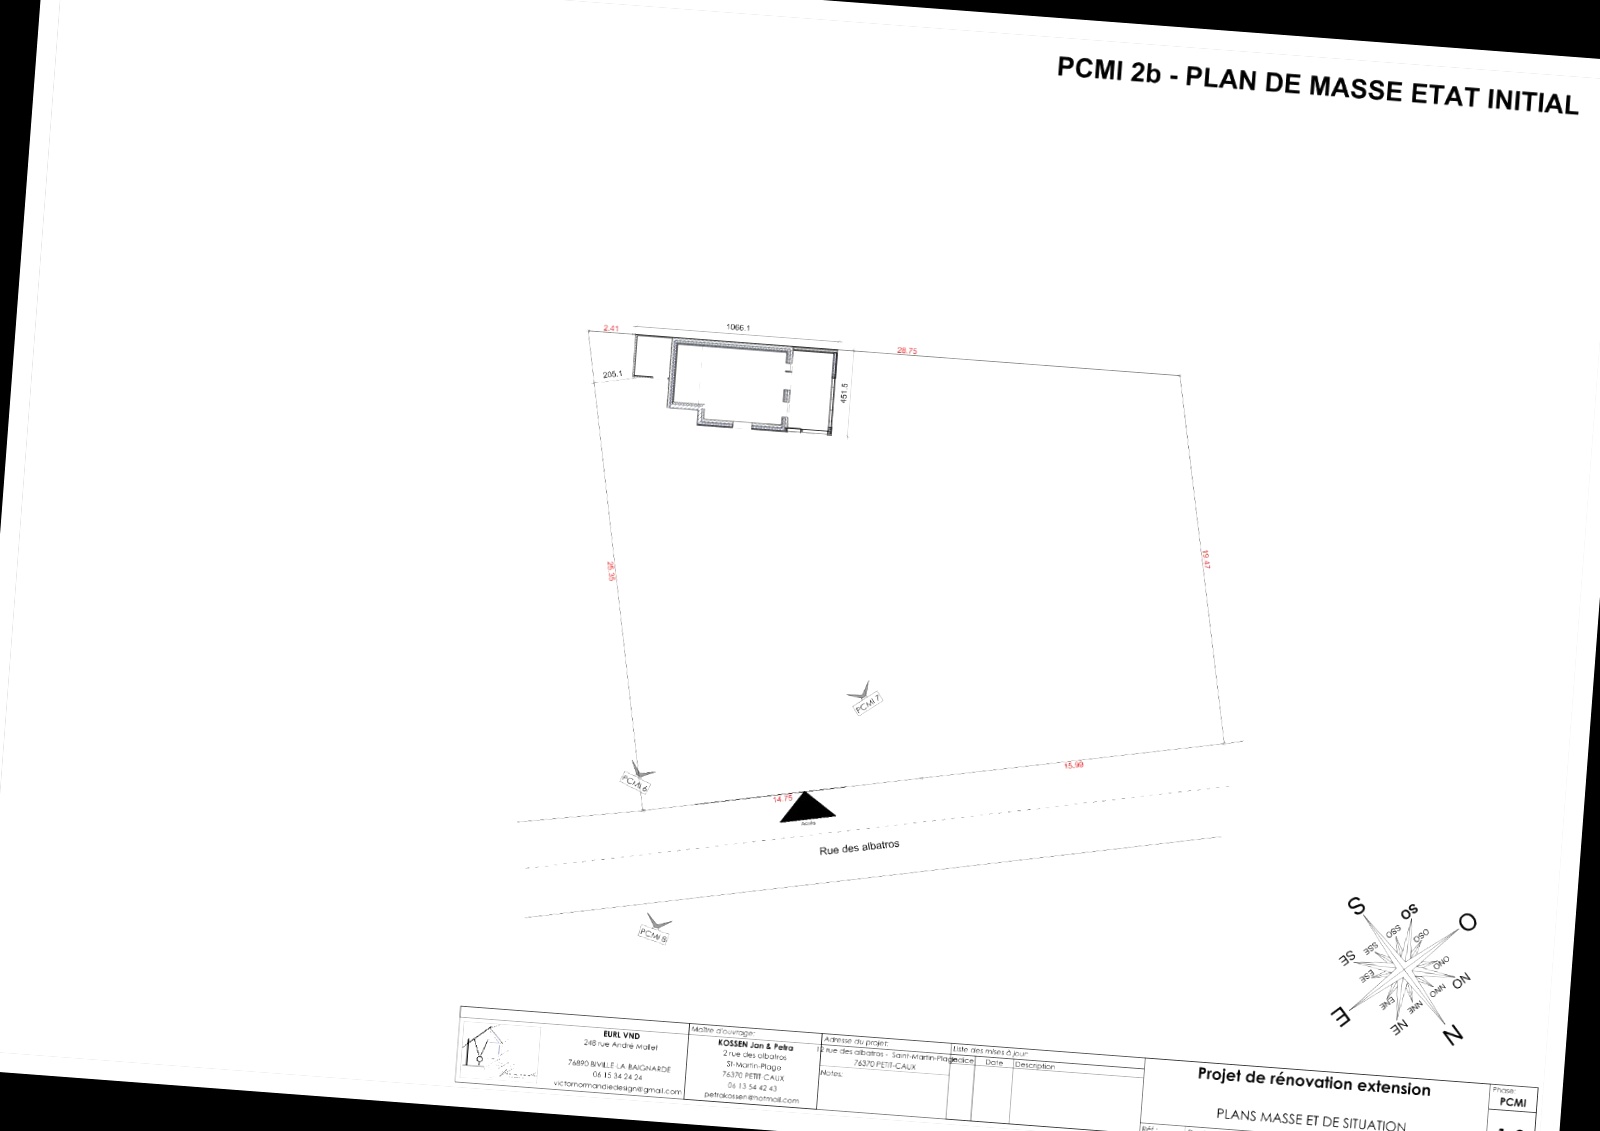 PCMI 2b - PLAN DE MASSE ETAT INITIAL
2.41
1066.1
28.75
205.1
451.5
26.35
19.47
PCMI 7
PCMI 6
15.99
14.75
accès
Rue des albatros
PCMI 8
S
SO
O
SSO
OSO
SSE
SE
ONO
ESE
NO
NNO
ENE
NNE
E
NE
N
EURL VND
248 rue André Mallet
76890 BIVILLE-LA-BAIGNARDE
06 15 34 24 24
victornormandiedesign@gmail.com
Maître d'ouvrage:
KOSSEN Jan & Petra
2 rue des albatros
St-Martin-Plage
76370 PETIT-CAUX
06 13 54 42 43
petrakossen@hotmail.com
Adresse du projet:
rue des albatros - Saint-Martin-Plage
76370 PETIT-CAUX
Notes:
Liste des mises à jour
Date
Description
Projet de rénovation extension
PLANS MASSE ET DE SITUATION
Phase:
PCMI